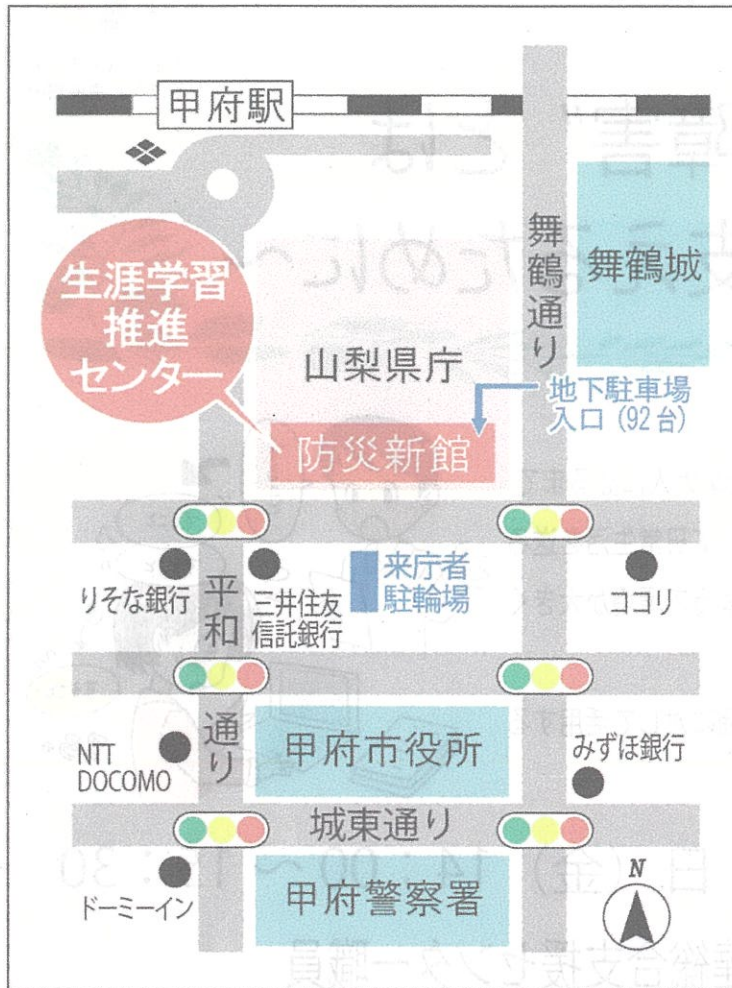 甲府駅
舞鶴通り
舞鶴城
生涯学習
推進
センター
山梨県庁
地下駐車場
入口（92台）
防災新館
りそな銀行
平和
三井住友
信託銀行
来庁者
駐輪場
ココリ
通り
NTT
DOCOMO
甲府市役所
みずほ銀行
城東通り
ドーミーイン
甲府警察署
N